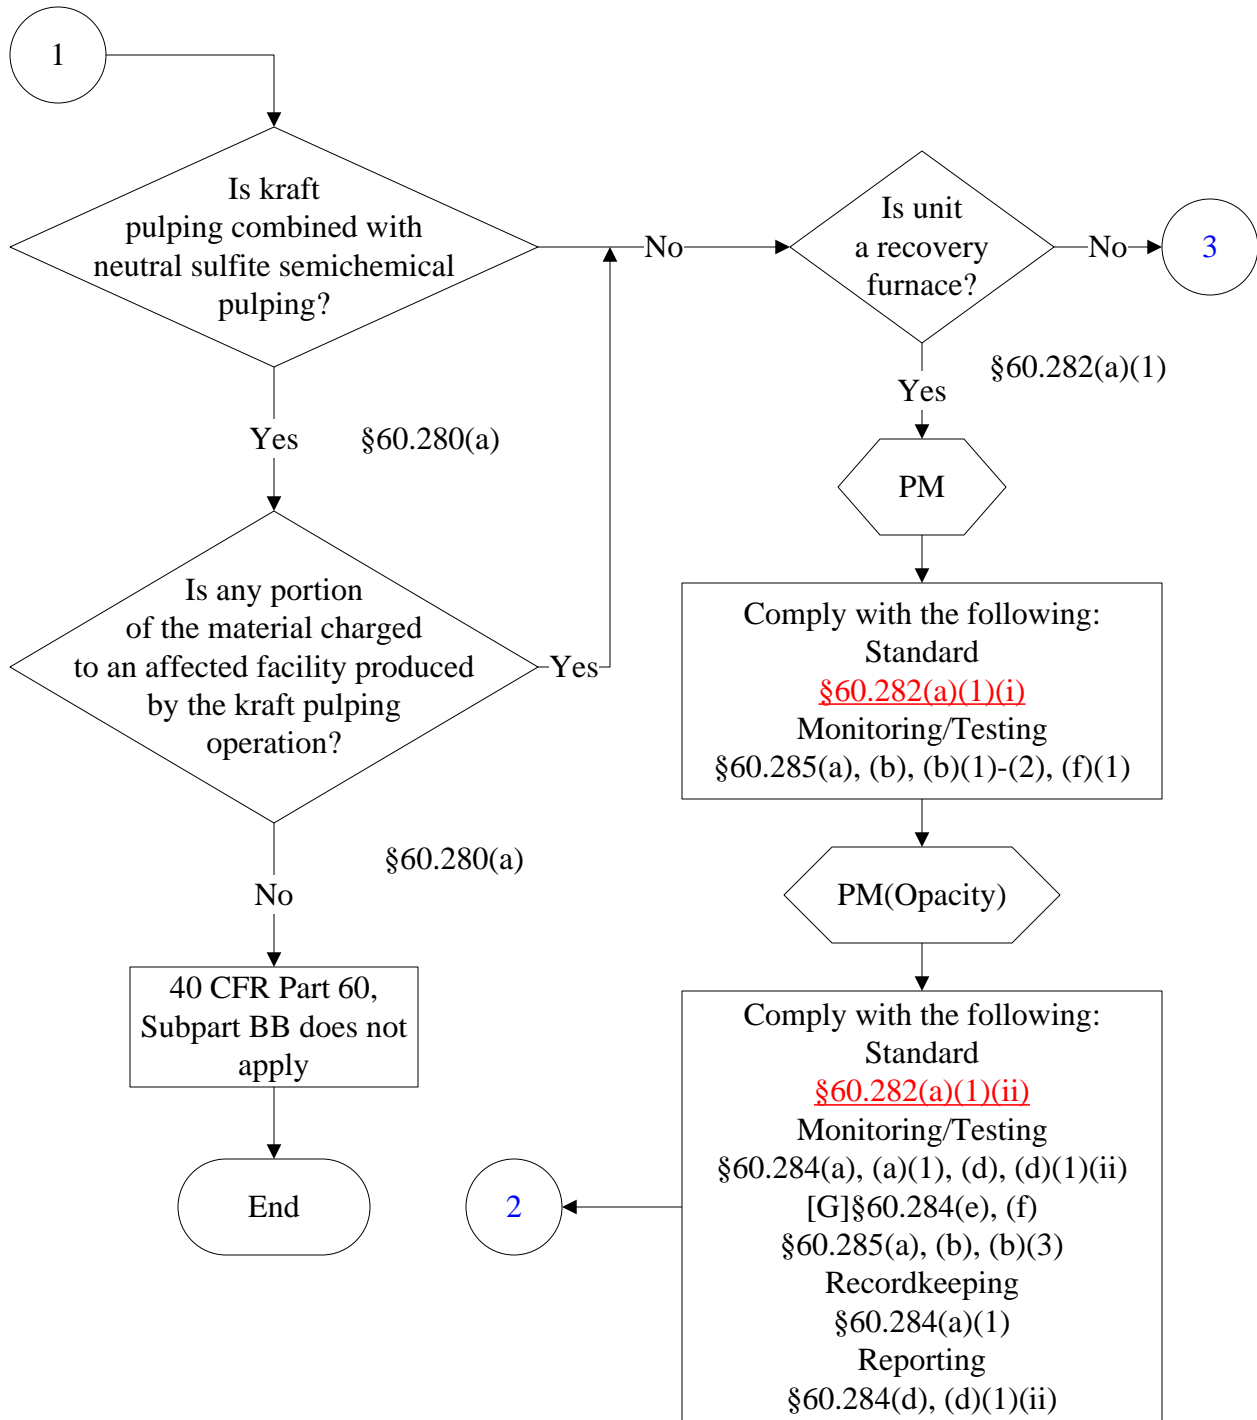 1
Is kraft
pulping combined with
neutral sulfite semichemical
pulping?
No
Yes
§60.280(a)
Is any portion
of the material charged
to an affected facility produced
by the kraft pulping
operation?
Yes
§60.280(a)
No
40 CFR Part 60,
Subpart BB does not
apply
End
Is unit
a recovery
furnace?
No
3
§60.282(a)(1)
Yes
PM
Comply with the following:
Standard
§60.282(a)(1)(i)
Monitoring/Testing
§60.285(a), (b), (b)(1)-(2), (f)(1)
PM(Opacity)
Comply with the following:
Standard
§60.282(a)(1)(ii)
Monitoring/Testing
§60.284(a), (a)(1), (d), (d)(1)(ii)
[G]§60.284(e), (f)
§60.285(a), (b), (b)(3)
Recordkeeping
§60.284(a)(1)
Reporting
§60.284(d), (d)(1)(ii)
2